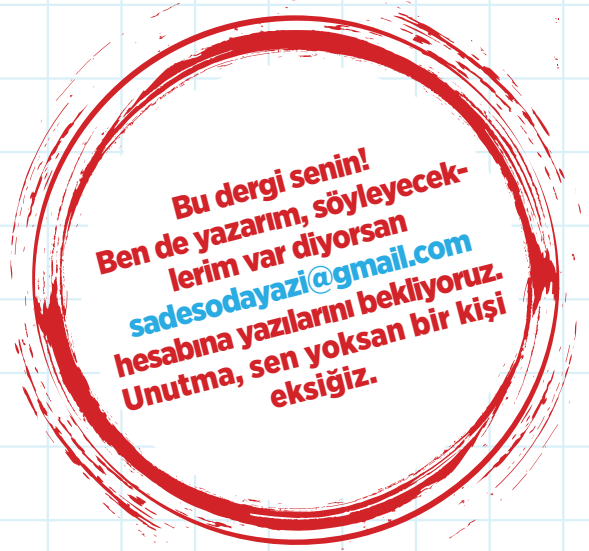 Bu dergi senin!
Ben de yazarım, söyleyecek-
lerim var diyorsan
sadesodayazi@gmail.com
hesabına yazılarını bekliyoruz.
Unutma, sen yoksan bir kişi
eksiğiz.